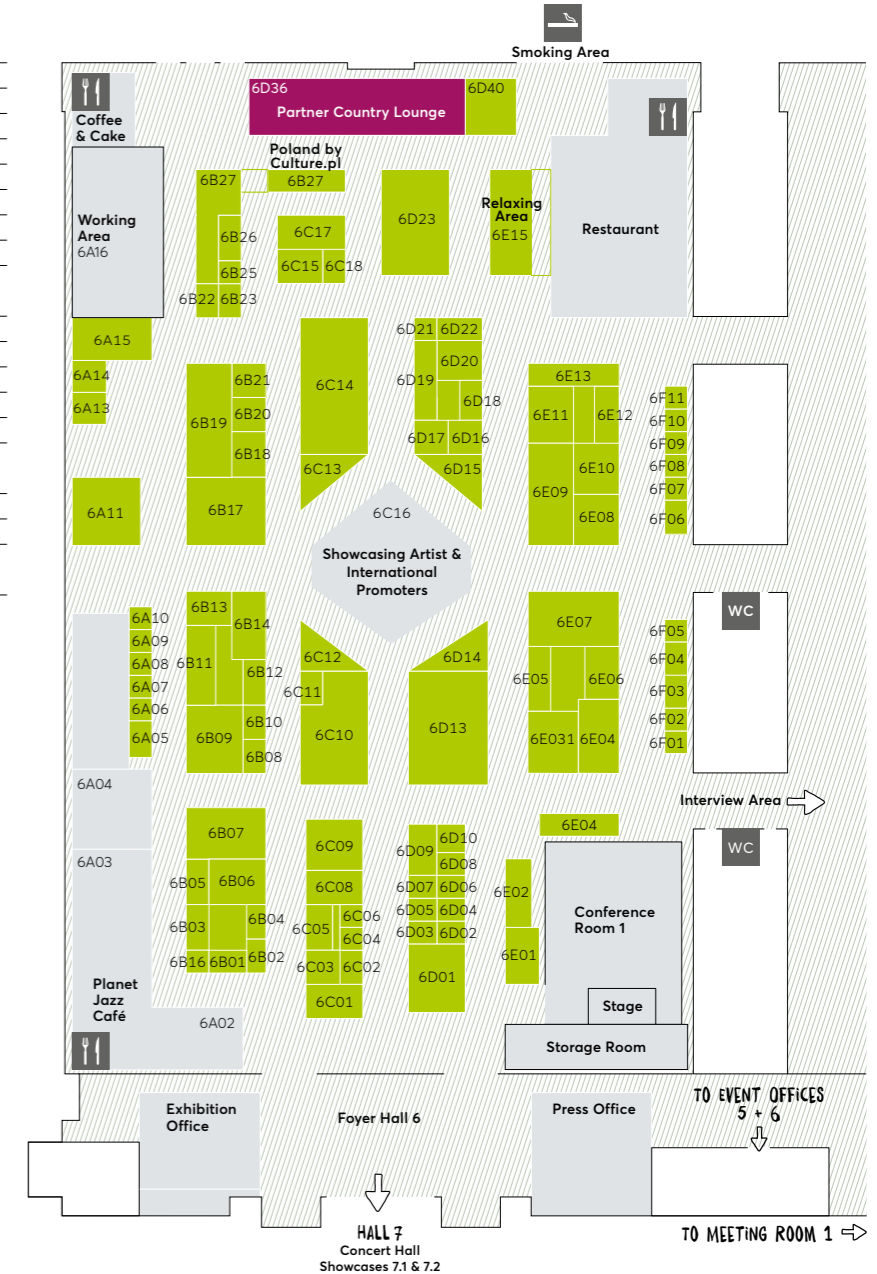 Smoking Area
6D36
6D40
Partner Country Lounge
Coffee
& Cake
Poland by
Culture.pl
6B27
6B27
Working
Area
6A16
6B26
6B25
6B22 6B23
6C17
6C15 6C18
6D23
Relaxing
Area
6E15
Restaurant
6A15
6A14
6A13
6A11
6B21
6B19
6B20
6B18
6B17
6C14
6C13
6D21 6D22
6D20
6D19
6D18
6D17 6D16
6D15
6E13
6E11 6E12
6E10
6E09
6E08
6F11
6F10
6F09
6F08
6F07
6F06
6C16
Showcasing Artist &
International
Promoters
6A10
6A09
6A08
6A07
6A06
6A05
6B13
6B14
6B11
6B12
6B10
6B09
6B08
6C12
6C11
6C10
6D14
6D13
6E07
6E05 6E06
6E031 6E04
WC
6F05
6F04
6F03
6F02
6F01
6A04
Interview Area
6A03
6B07
6B05 6B06
6B03 6B04
6B16 6B01 6B02
6C09
6C08
6C05 6C06
6C04
6C03 6C02
6C01
6D09 6D10
6D08
6D07 6D06
6D05 6D04
6D03 6D02
6D01
6E04
6E02
6E01
WC
Conference
Room 1
Stage
Storage Room
Planet
Jazz
Café
6A02
Exhibition
Office
Foyer Hall 6
Press Office
TO EVENT OFFiCES
5 + 6
HALL 7
Concert Hall
Showcases 7.1 & 7.2
TO MEETiNG ROOM 1